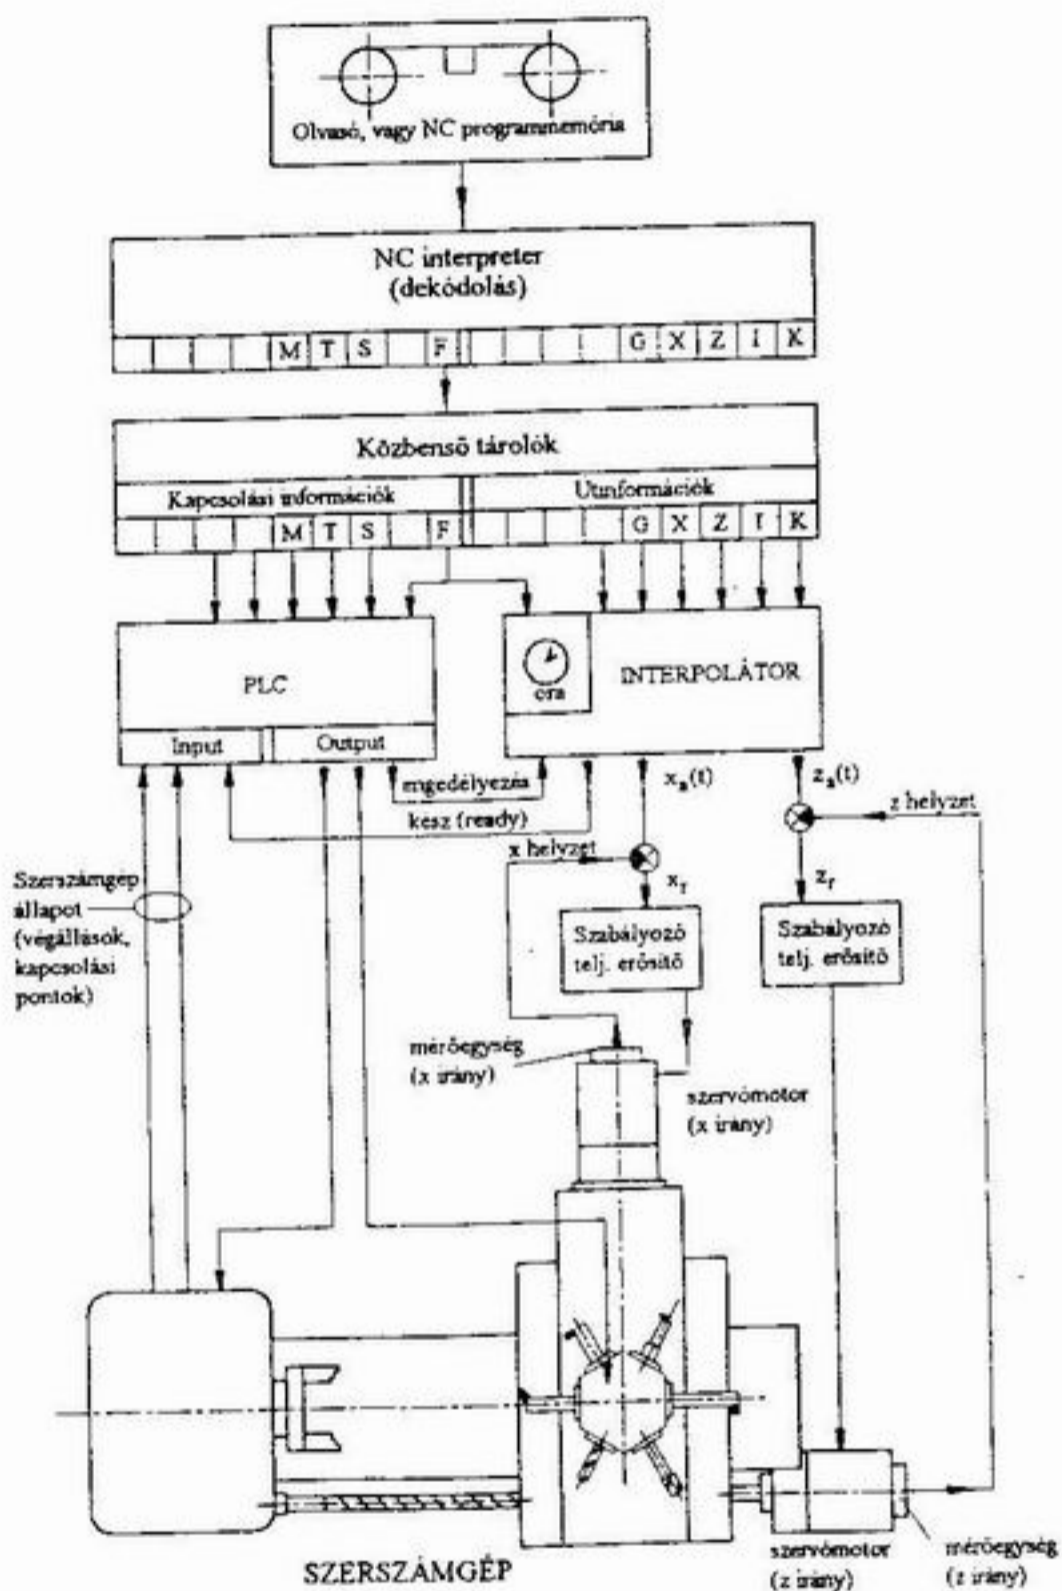 Olvasó, vagy NC programmemória
NC interpreter
(dekódolás)
M T S F G X Z I K
Közbenső tárolók
Kapcsolási információk
Utinformációk
M T S F G X Z I K
PLC
óra
INTERPOLÁTOR
Input
Output
engedélyezés
kész (ready)
xₐ(t)
zₐ(t)
z helyzet
x helyzet
xᵣ
zᵣ
Szerszámgép
állapot
(végállások,
kapcsolási
pontok)
Szabályozó
telj. erősítő
Szabályozó
telj. erősítő
mérőegység
(x irány)
szervómotor
(x irány)
SZERSZÁMGÉP
szervómotor
(z irány)
mérőegység
(z irány)